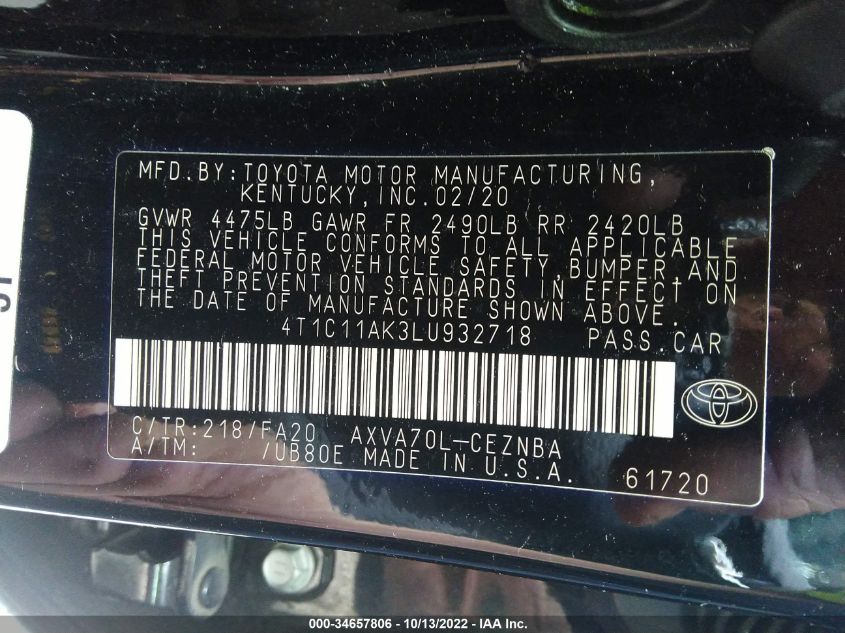 MFD.BY:TOYOTA MOTOR MANUFACTURING,
KENTUCKY,INC.02/20
GVWR 4475LB GAWR FR 2490LB RR 2420LB
THIS VEHICLE CONFORMS TO ALL APPLICABLE
FEDERAL MOTOR VEHICLE SAFETY,BUMPER,AND
THEFT PREVENTION STANDARDS IN EFFECT ON
THE DATE OF MANUFACTURE SHOWN ABOVE.
4T1C11AK3LU932718 PASS.CAR
C/TR:218/FA20 AXVA70L-CEZNBA
A/TM: /UB80E MADE IN U.S.A. 61720
000-34657806 - 10/13/2022 - IAA Inc.